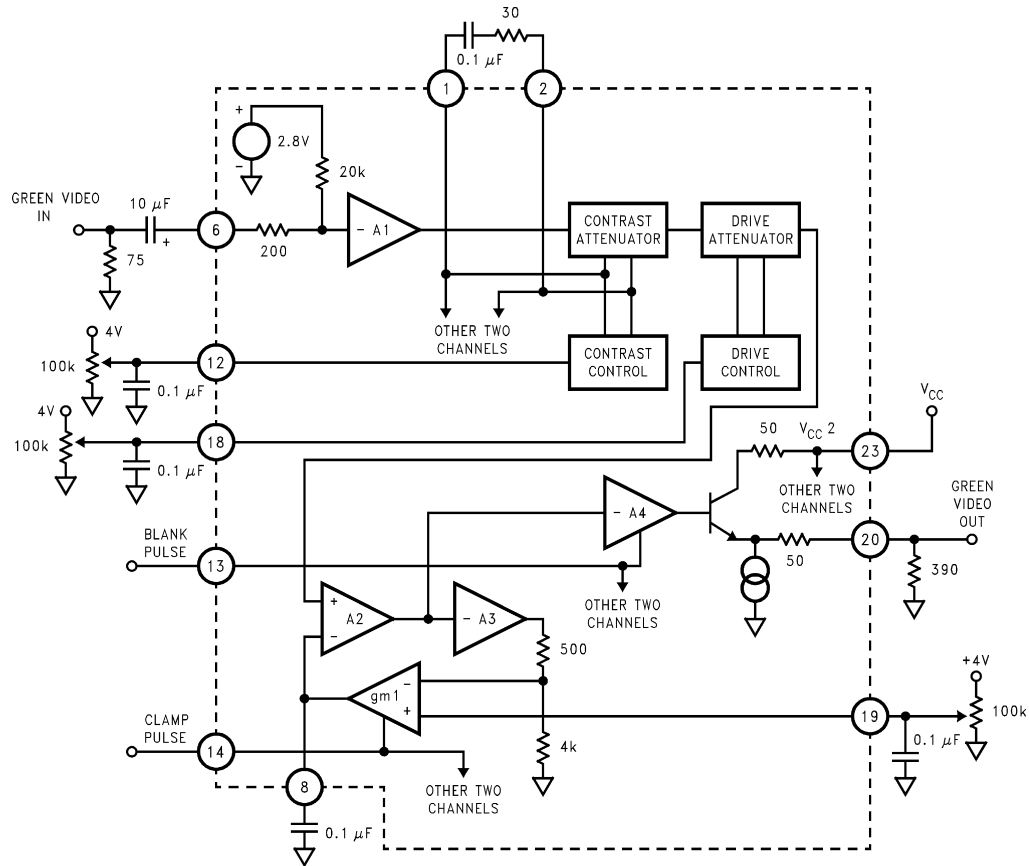 30
0.1 µF
1
2
+
2.8V
−
20k
GREEN VIDEO
IN
10 µF
+
6
200
75
− A1
CONTRAST
ATTENUATOR
DRIVE
ATTENUATOR
4V
100k
0.1 µF
12
OTHER TWO
CHANNELS
CONTRAST
CONTROL
DRIVE
CONTROL
4V
100k
0.1 µF
18
50
VCC 2
23
VCC
OTHER TWO
CHANNELS
− A4
GREEN
VIDEO
OUT
BLANK
PULSE
13
50
20
390
OTHER TWO
CHANNELS
+
A2
−
− A3
500
gm1
−
+
+4V
19
100k
0.1 µF
CLAMP
PULSE
14
4k
OTHER TWO
CHANNELS
8
0.1 µF